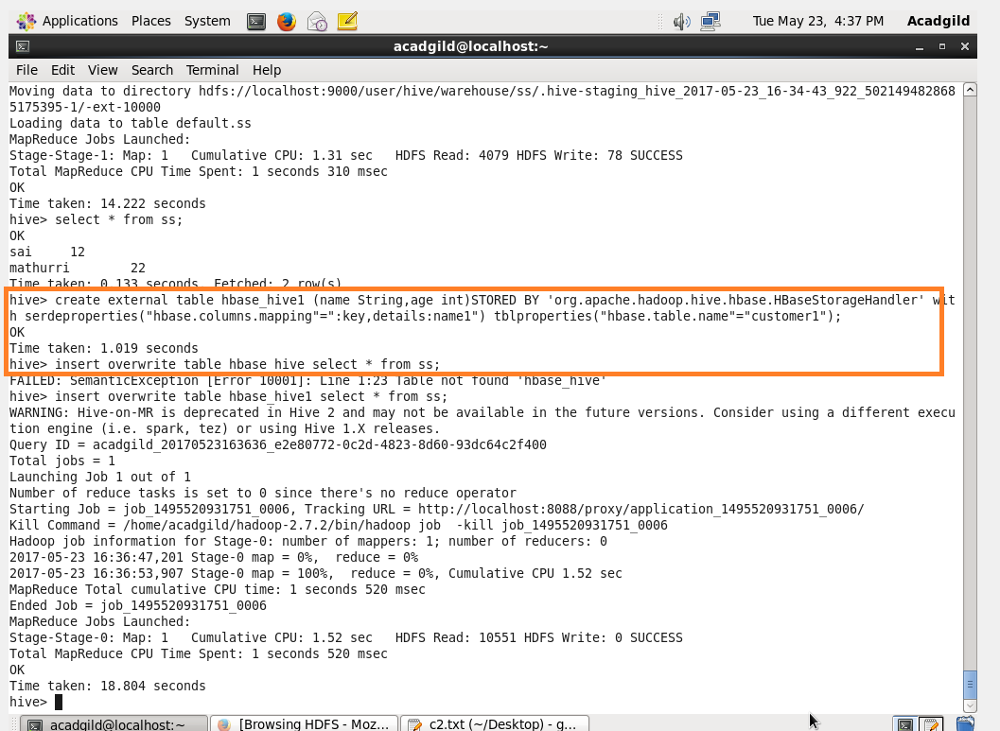 Applications Places System Tue May 23, 4:37 PM Acadgild
acadgild@localhost:~
File Edit View Search Terminal Help
Moving data to directory hdfs://localhost:9000/user/hive/warehouse/ss/.hive-staging_hive_2017-05-23_16-34-43_922_502149482868
5175395-1/-ext-10000
Loading data to table default.ss
MapReduce Jobs Launched:
Stage-Stage-1: Map: 1   Cumulative CPU: 1.31 sec   HDFS Read: 4079 HDFS Write: 78 SUCCESS
Total MapReduce CPU Time Spent: 1 seconds 310 msec
OK
Time taken: 14.222 seconds
hive> select * from ss;
OK
sai     12
mathurri        22
Time taken: 0.133 seconds, Fetched: 2 row(s)
hive> create external table hbase_hive1 (name String,age int)STORED BY 'org.apache.hadoop.hive.hbase.HBaseStorageHandler' wit
h serdeproperties("hbase.columns.mapping"=":key,details:name1") tblproperties("hbase.table.name"="customer1");
OK
Time taken: 1.019 seconds
hive> insert overwrite table hbase_hive select * from ss;
FAILED: SemanticException [Error 10001]: Line 1:23 Table not found 'hbase_hive'
hive> insert overwrite table hbase_hive1 select * from ss;
WARNING: Hive-on-MR is deprecated in Hive 2 and may not be available in the future versions. Consider using a different execu
tion engine (i.e. spark, tez) or using Hive 1.X releases.
Query ID = acadgild_20170523163636_e2e80772-0c2d-4823-8d60-93dc64c2f400
Total jobs = 1
Launching Job 1 out of 1
Number of reduce tasks is set to 0 since there's no reduce operator
Starting Job = job_1495520931751_0006, Tracking URL = http://localhost:8088/proxy/application_1495520931751_0006/
Kill Command = /home/acadgild/hadoop-2.7.2/bin/hadoop job  -kill job_1495520931751_0006
Hadoop job information for Stage-0: number of mappers: 1; number of reducers: 0
2017-05-23 16:36:47,201 Stage-0 map = 0%,  reduce = 0%
2017-05-23 16:36:53,907 Stage-0 map = 100%,  reduce = 0%, Cumulative CPU 1.52 sec
MapReduce Total cumulative CPU time: 1 seconds 520 msec
Ended Job = job_1495520931751_0006
MapReduce Jobs Launched:
Stage-Stage-0: Map: 1   Cumulative CPU: 1.52 sec   HDFS Read: 10551 HDFS Write: 0 SUCCESS
Total MapReduce CPU Time Spent: 1 seconds 520 msec
OK
Time taken: 18.804 seconds
hive>
acadgild@localhost:~ [Browsing HDFS - Moz... c2.txt (~/Desktop) - g...